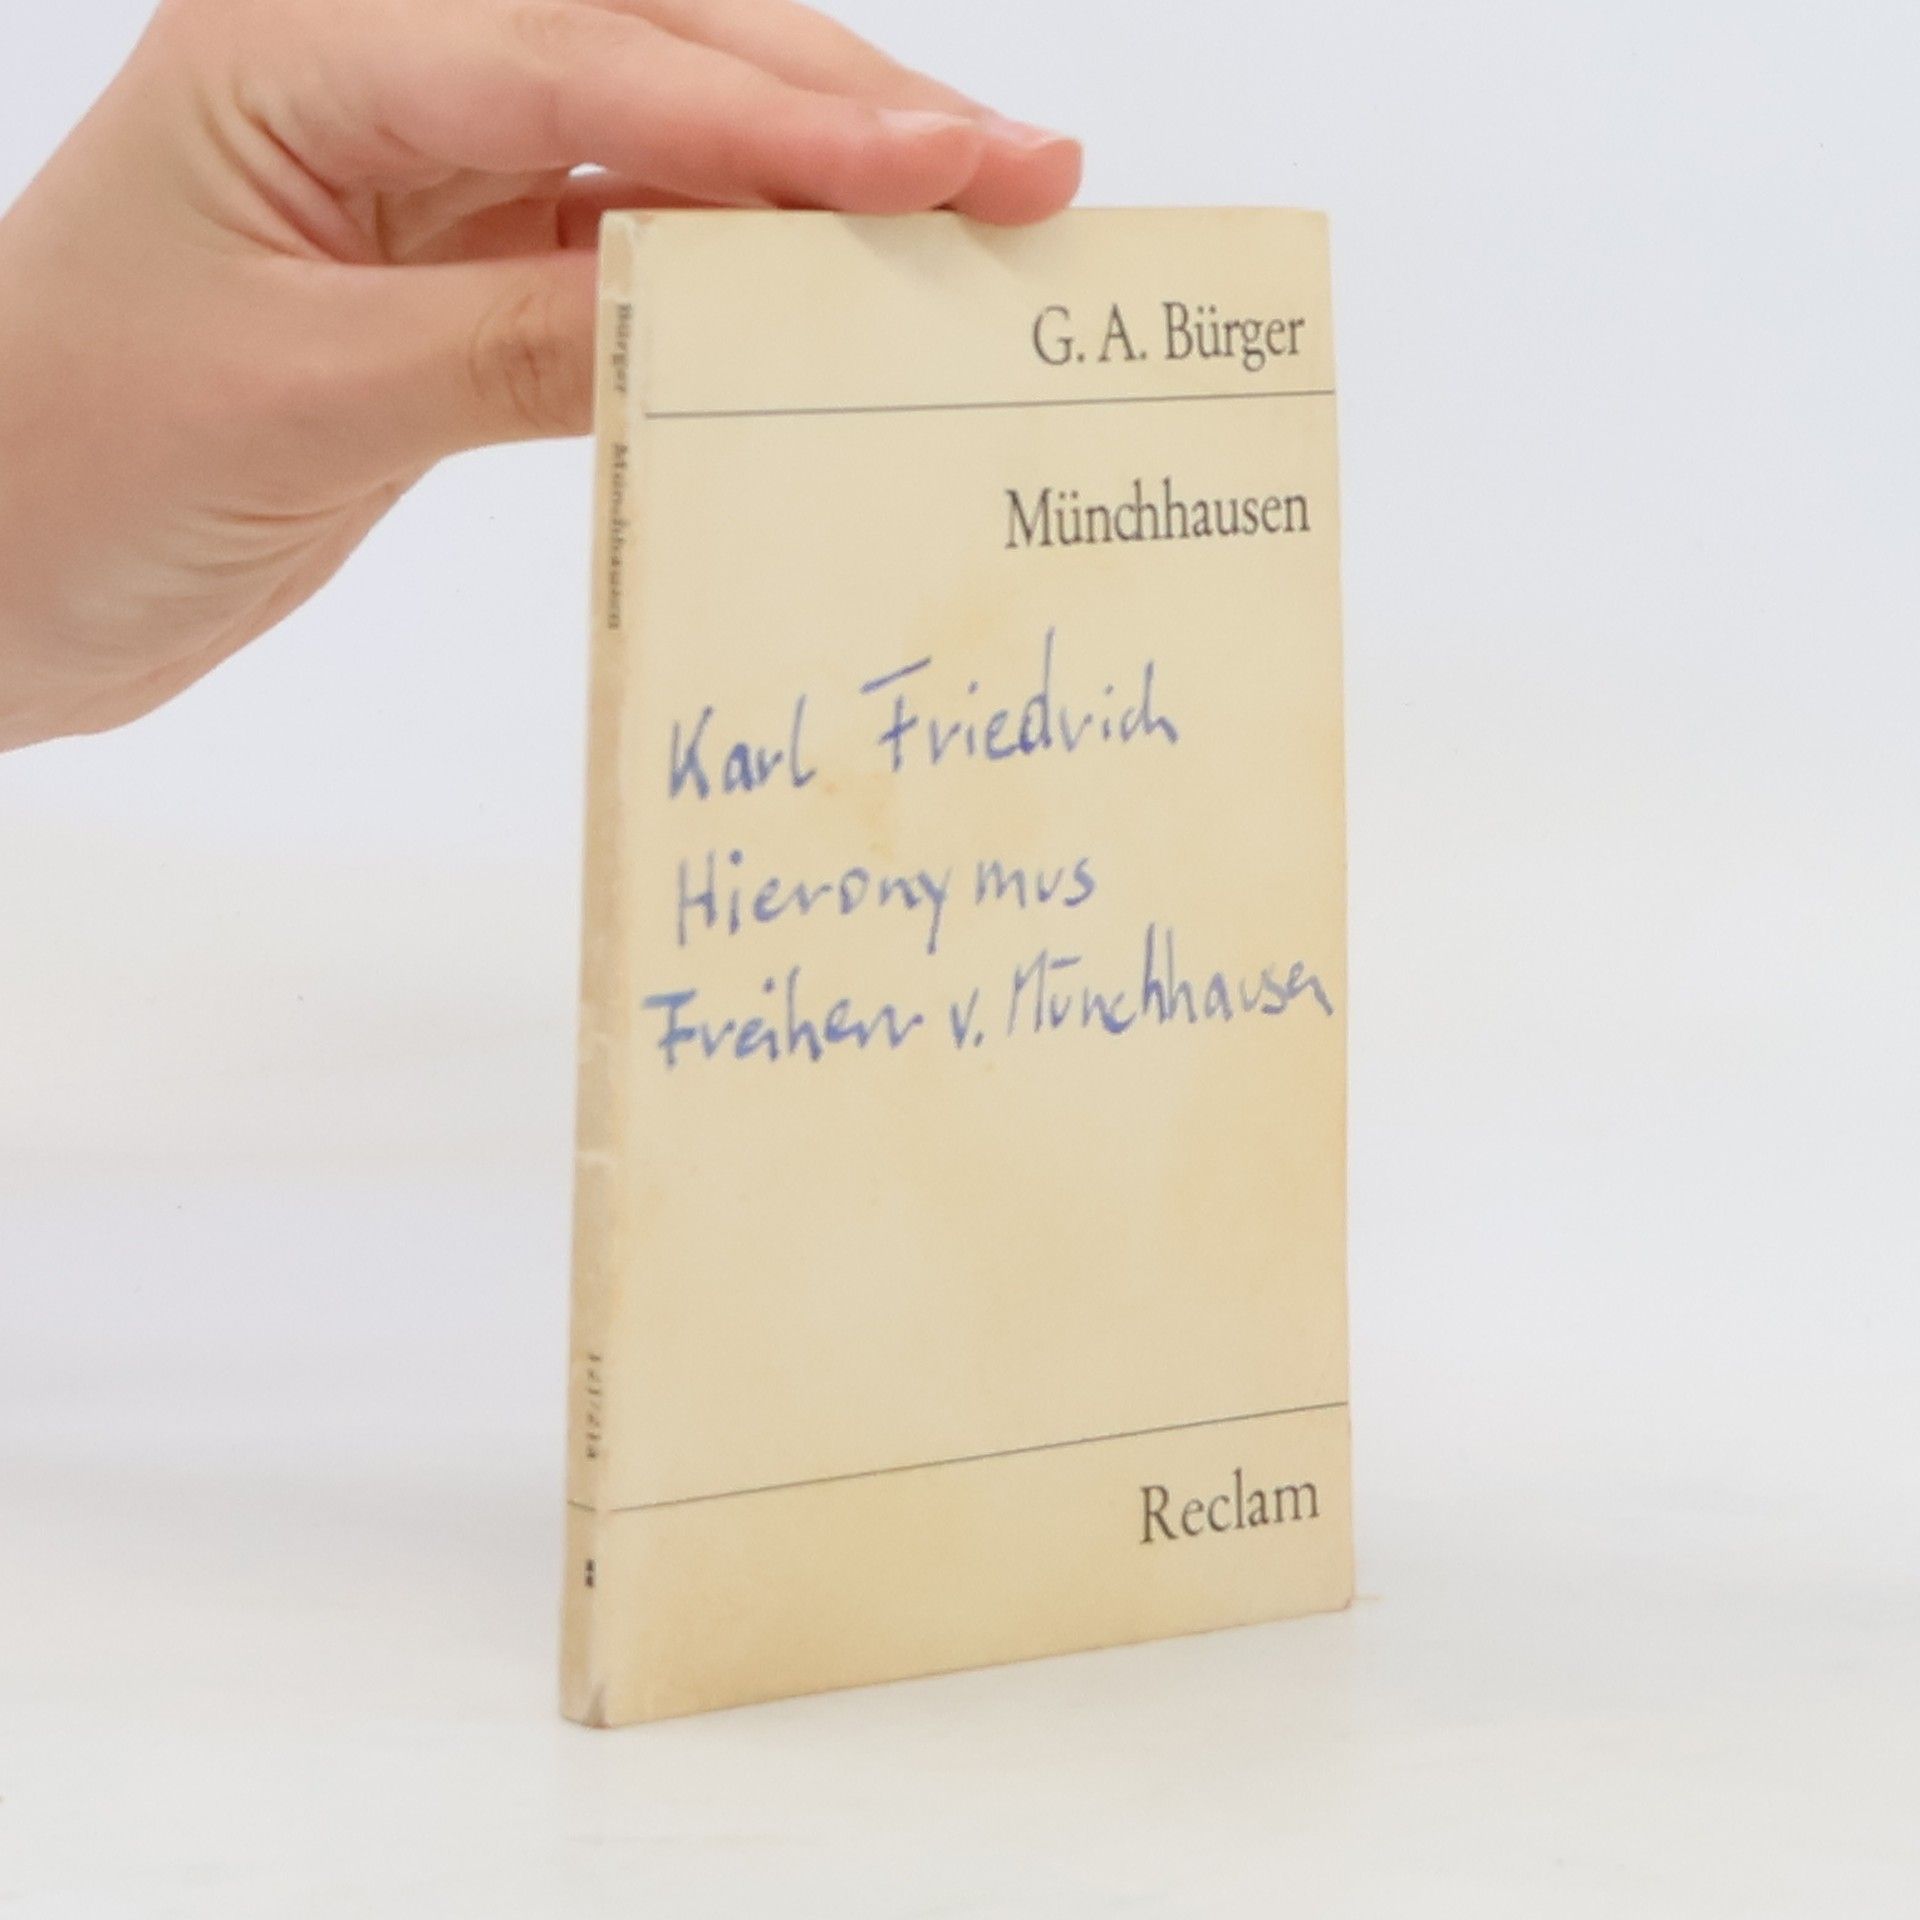 G. A. Bürger
Münchhausen
Karl Friedrich
Hieronymus
Freiherr v. Münchhausen
Reclam
Bürger Münchhausen